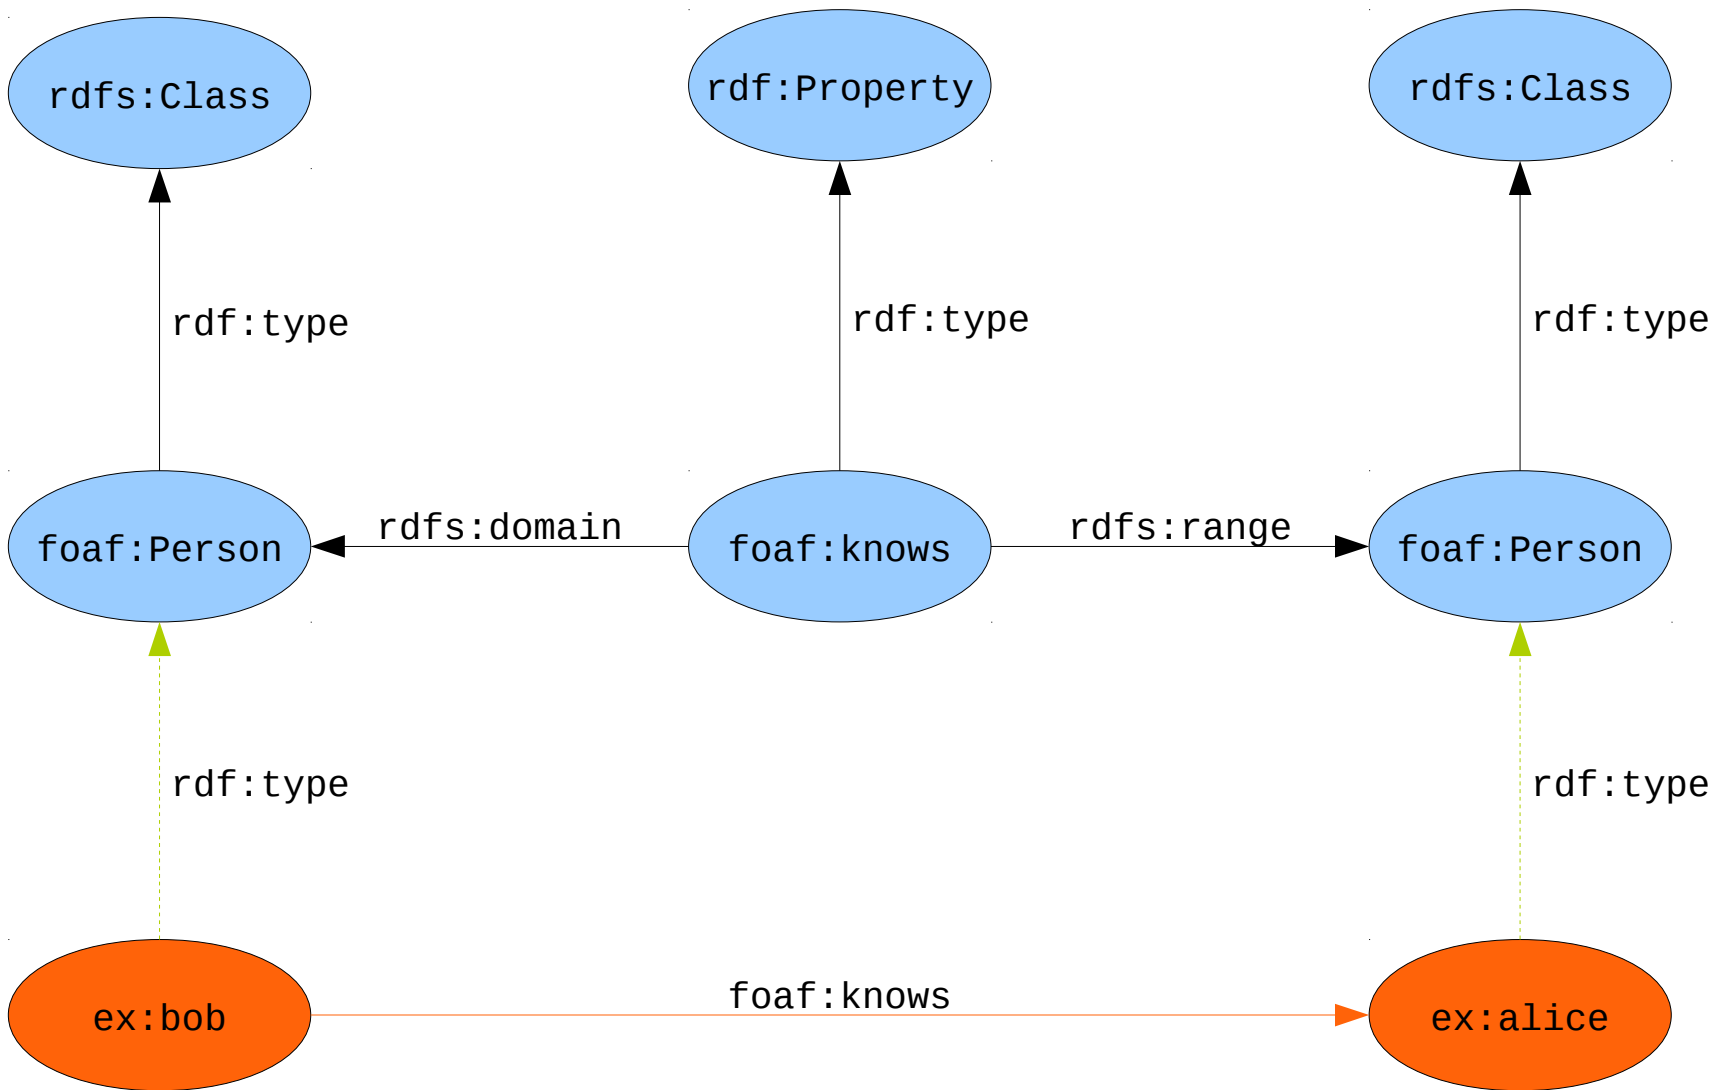 rdfs:Class
rdf:Property
rdfs:Class
rdf:type
rdf:type
rdf:type
foaf:Person
rdfs:domain
foaf:knows
rdfs:range
foaf:Person
rdf:type
rdf:type
ex:bob
foaf:knows
ex:alice